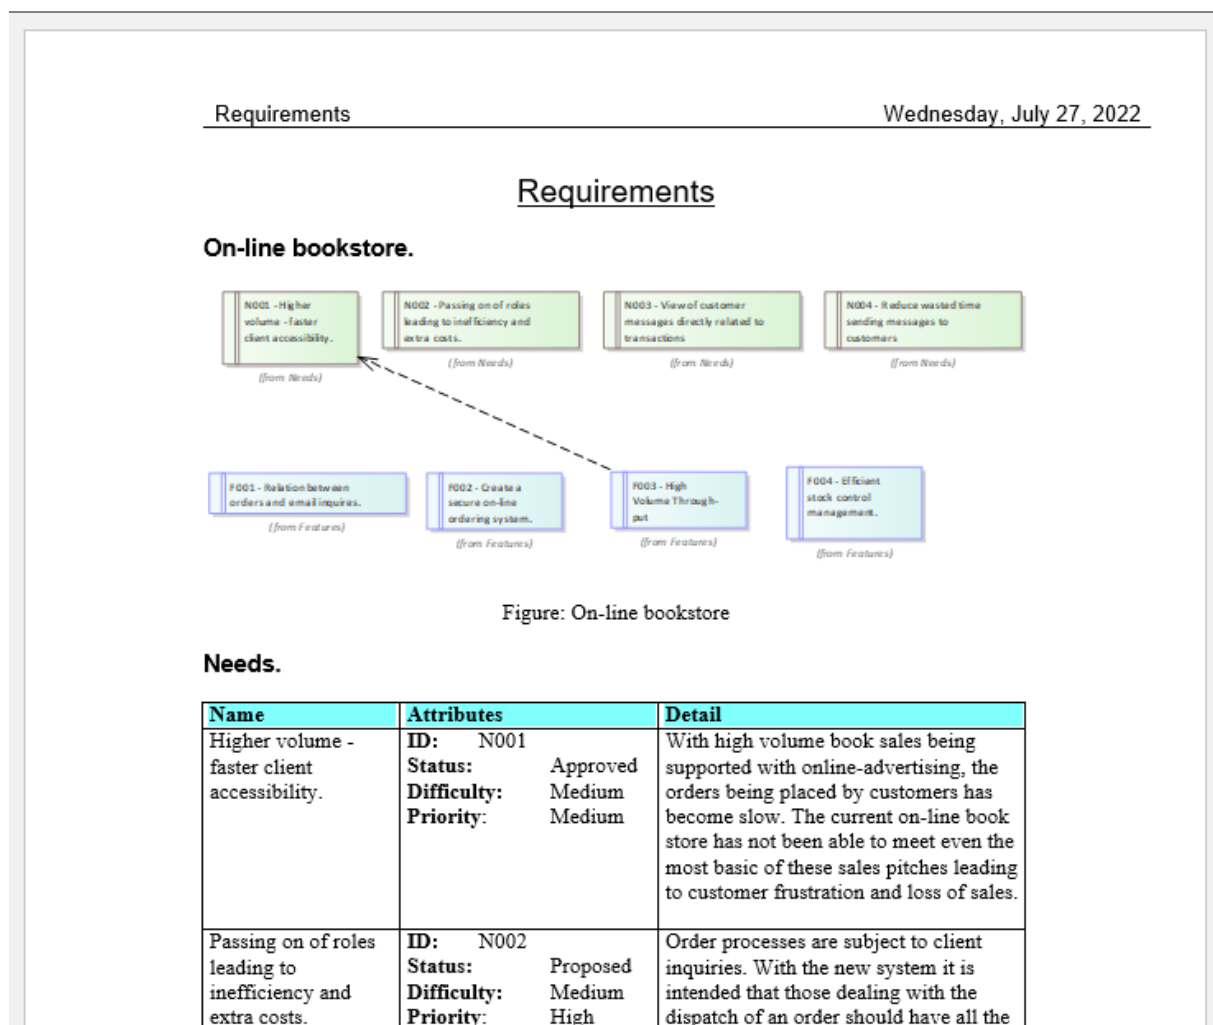 Requirements Wednesday, July 27, 2022
Requirements
On-line bookstore.
N001 - Higher
volume - faster
client accessibility.
(from Needs)
N002 - Passing on of roles
leading to inefficiency and
extra costs.
(from Needs)
N003 - View of customer
messages directly related to
transactions
(from Needs)
N004 - Reduce wasted time
sending messages to
customers
(from Needs)
F001 - Relation between
orders and email inquires.
(from Features)
F002 - Create a
secure on-line
ordering system.
(from Features)
F003 - High
Volume Through-
put
(from Features)
F004 - Efficient
stock control
management.
(from Features)
Figure: On-line bookstore
Needs.
Name Attributes Detail
Higher volume -
faster client
accessibility.
ID: N001
Status: Approved
Difficulty: Medium
Priority: Medium
With high volume book sales being
supported with online-advertising, the
orders being placed by customers has
become slow. The current on-line book
store has not been able to meet even the
most basic of these sales pitches leading
to customer frustration and loss of sales.
Passing on of roles
leading to
inefficiency and
extra costs.
ID: N002
Status: Proposed
Difficulty: Medium
Priority: High
Order processes are subject to client
inquiries. With the new system it is
intended that those dealing with the
dispatch of an order should have all the